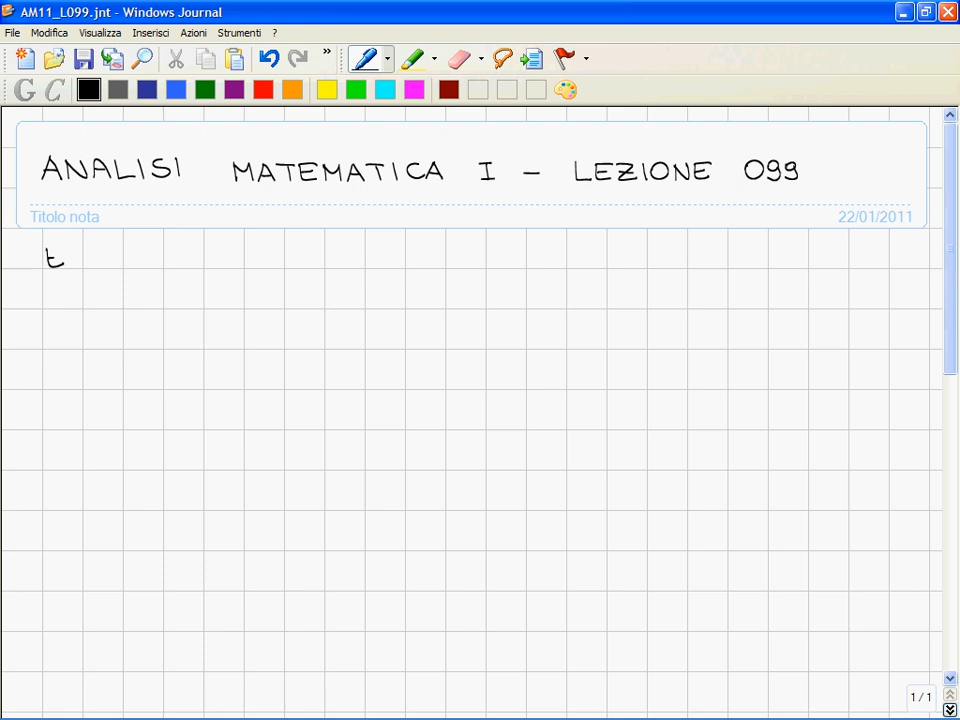 AM11_L099.jnt - Windows Journal
File Modifica Visualizza Inserisci Azioni Strumenti ?
»
G C
ANALISI MATEMATICA I - LEZIONE 099
Titolo nota 22/01/2011
t
1 / 1